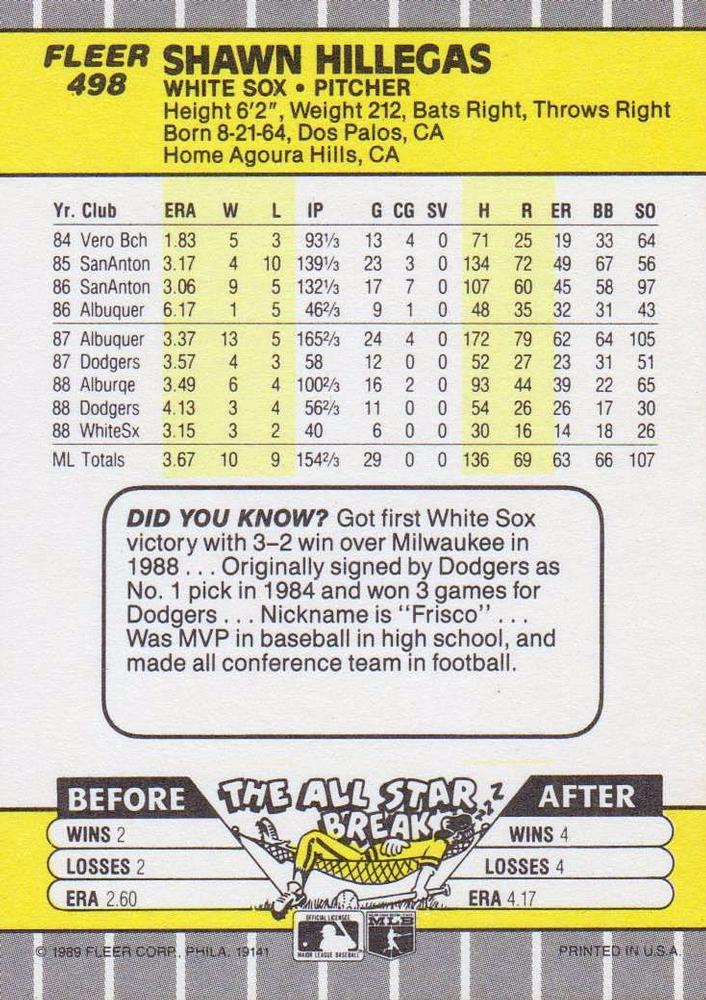 FLEER
498
SHAWN HILLEGAS
WHITE SOX • PITCHER
Height 6'2", Weight 212, Bats Right, Throws Right
Born 8-21-64, Dos Palos, CA
Home Agoura Hills, CA
Yr. Club ERA W L IP G CG SV H R ER BB SO
84 Vero Bch 1.83 5 3 93⅓ 13 4 0 71 25 19 33 64
85 SanAnton 3.17 4 10 139⅓ 23 3 0 134 72 49 67 56
86 SanAnton 3.06 9 5 132⅓ 17 7 0 107 60 45 58 97
86 Albuquer 6.17 1 5 46⅔ 9 1 0 48 35 32 31 43
87 Albuquer 3.37 13 5 165⅔ 24 4 0 172 79 62 64 105
87 Dodgers 3.57 4 3 58 12 0 0 52 27 23 31 51
88 Alburqe 3.49 6 4 100⅔ 16 2 0 93 44 39 22 65
88 Dodgers 4.13 3 4 56⅔ 11 0 0 54 26 26 17 30
88 WhiteSx 3.15 3 2 40 6 0 0 30 16 14 18 26
ML Totals 3.67 10 9 154⅔ 29 0 0 136 69 63 66 107
DID YOU KNOW? Got first White Sox
victory with 3–2 win over Milwaukee in
1988 . . . Originally signed by Dodgers as
No. 1 pick in 1984 and won 3 games for
Dodgers . . . Nickname is "Frisco" . . .
Was MVP in baseball in high school, and
made all conference team in football.
THE ALL STAR
BREAK
zzz
BEFORE
WINS 2
LOSSES 2
ERA 2.60
AFTER
WINS 4
LOSSES 4
ERA 4.17
OFFICIAL LICENSEE
MAJOR LEAGUE BASEBALL
MLB
© 1989 FLEER CORP., PHILA. 19141
PRINTED IN U.S.A.